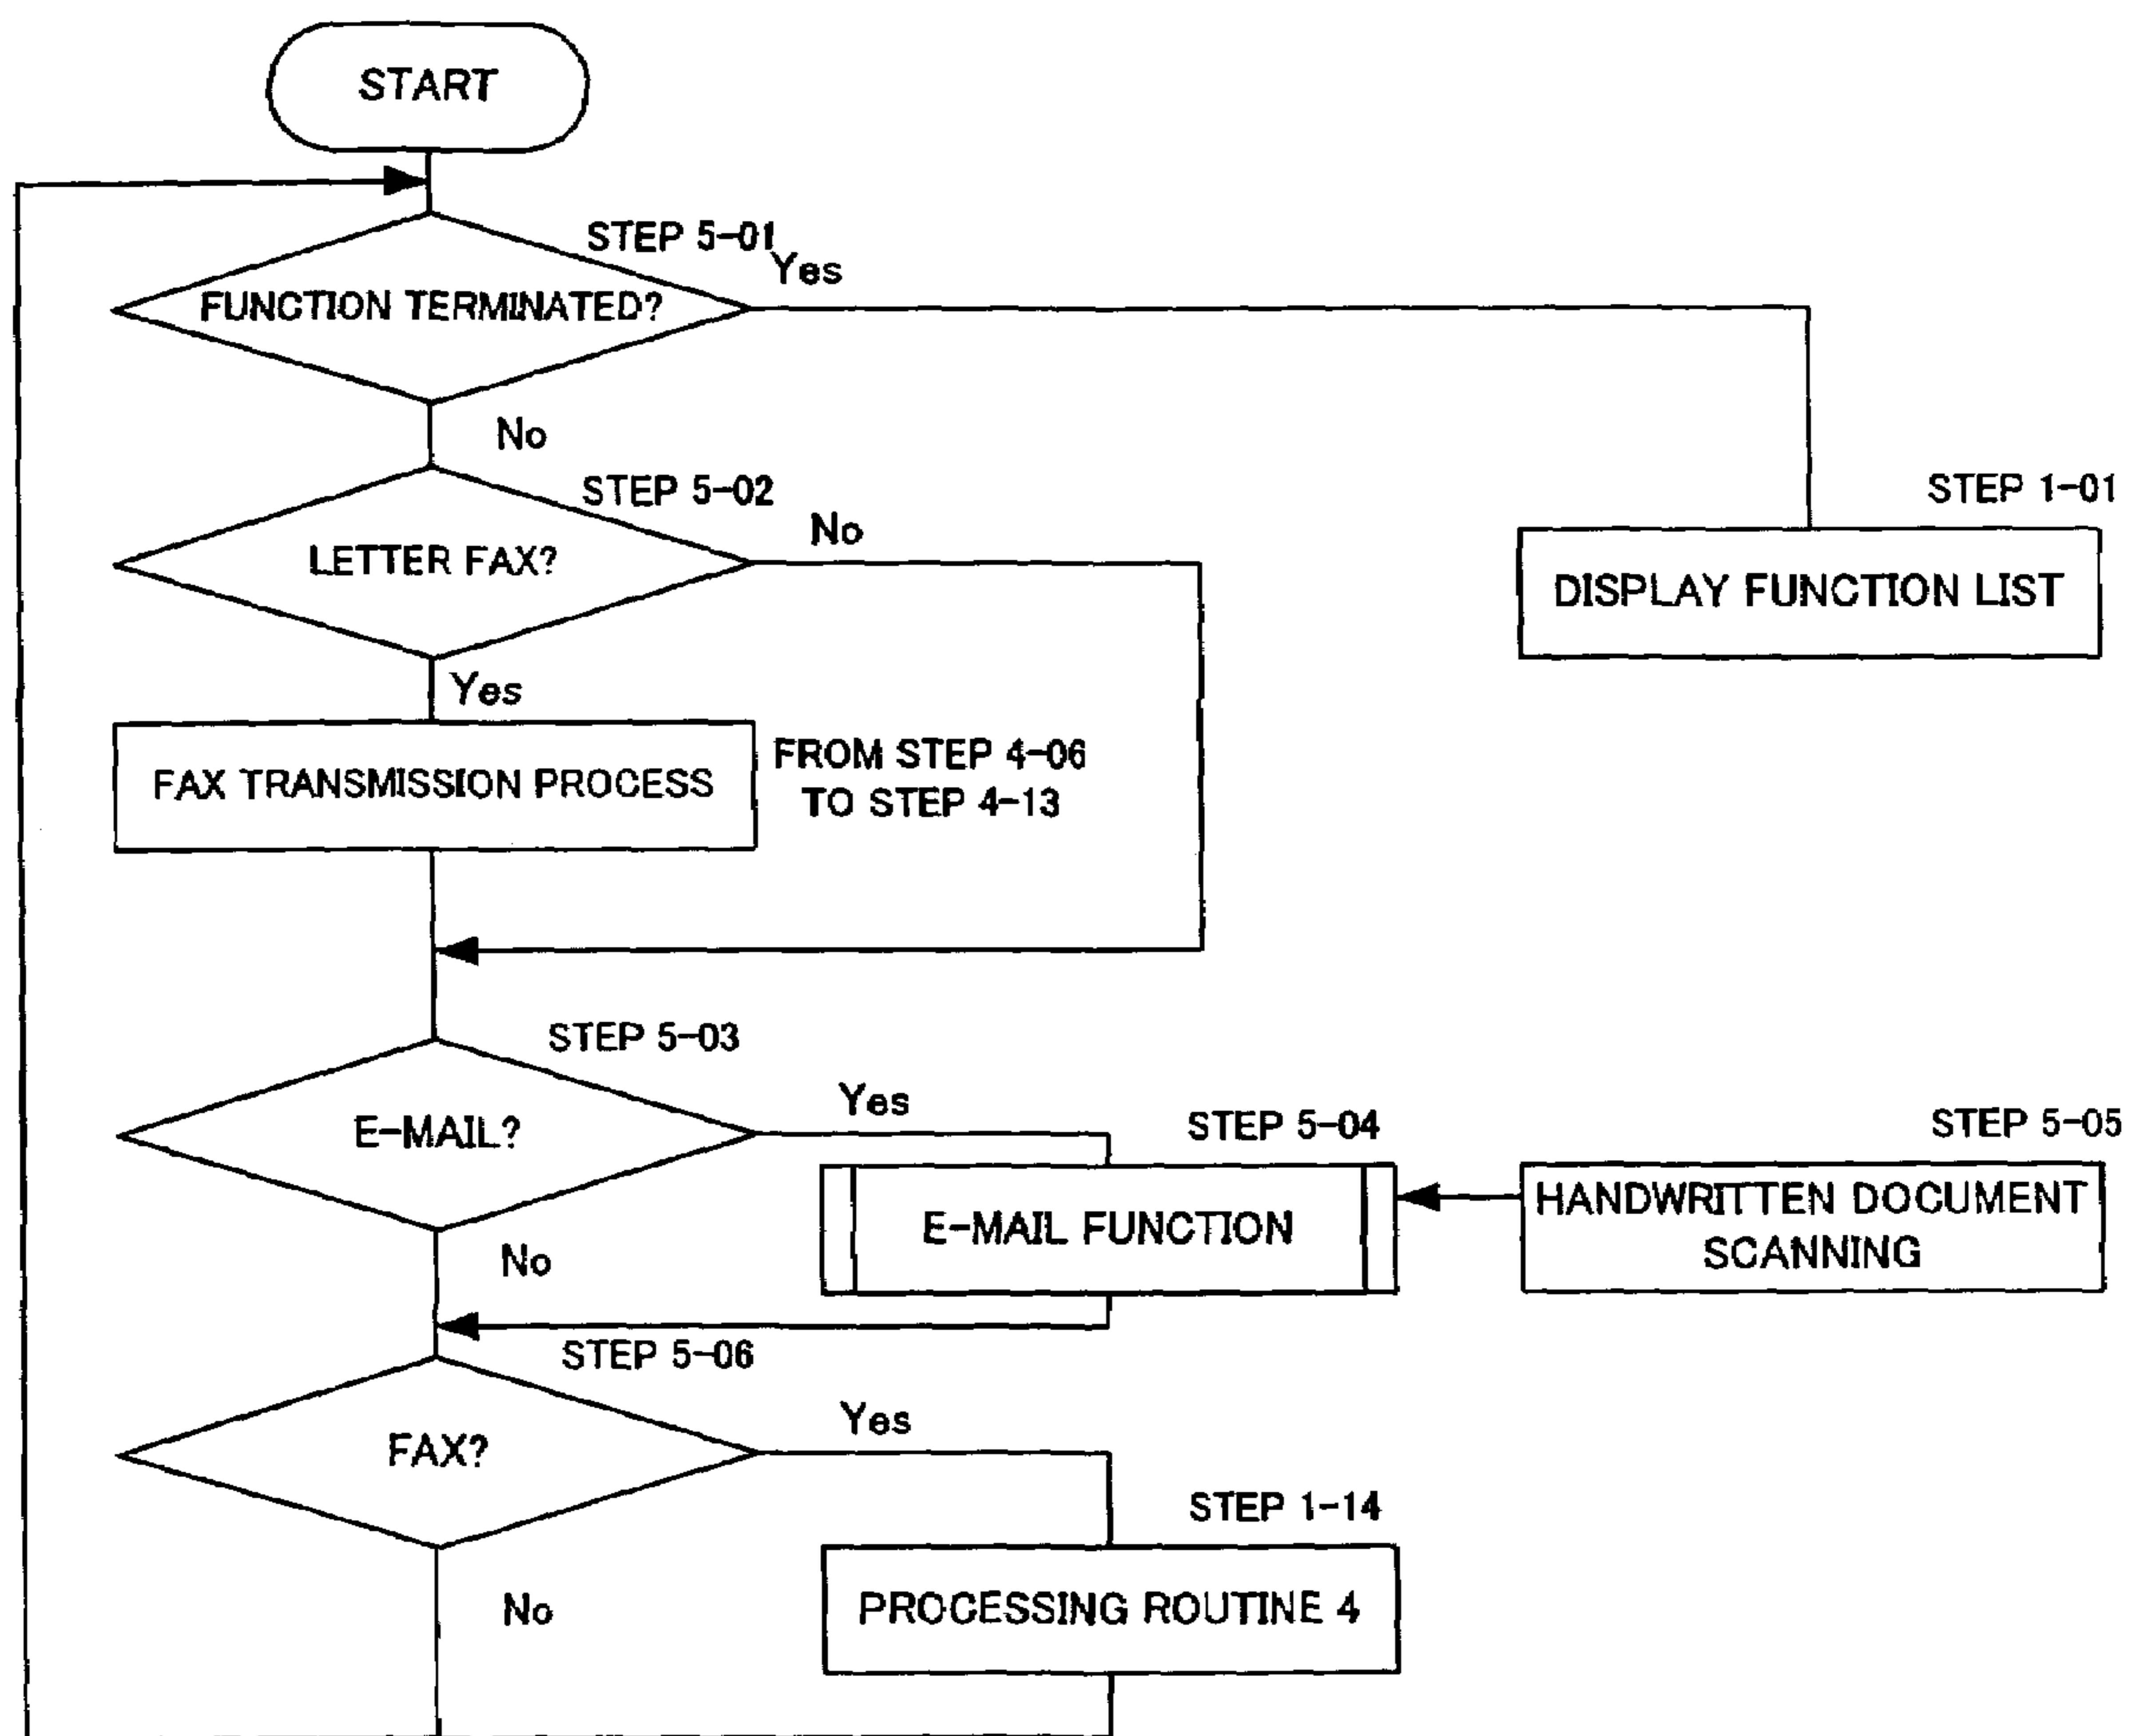 START
STEP 5-01
Yes
FUNCTION TERMINATED?
No
STEP 5-02
No
STEP 1-01
LETTER FAX?
DISPLAY FUNCTION LIST
Yes
FAX TRANSMISSION PROCESS
FROM STEP 4-06
TO STEP 4-13
STEP 5-03
Yes
E-MAIL?
STEP 5-04
STEP 5-05
E-MAIL FUNCTION
HANDWRITTEN DOCUMENT
SCANNING
No
STEP 5-06
Yes
FAX?
STEP 1-14
No
PROCESSING ROUTINE 4